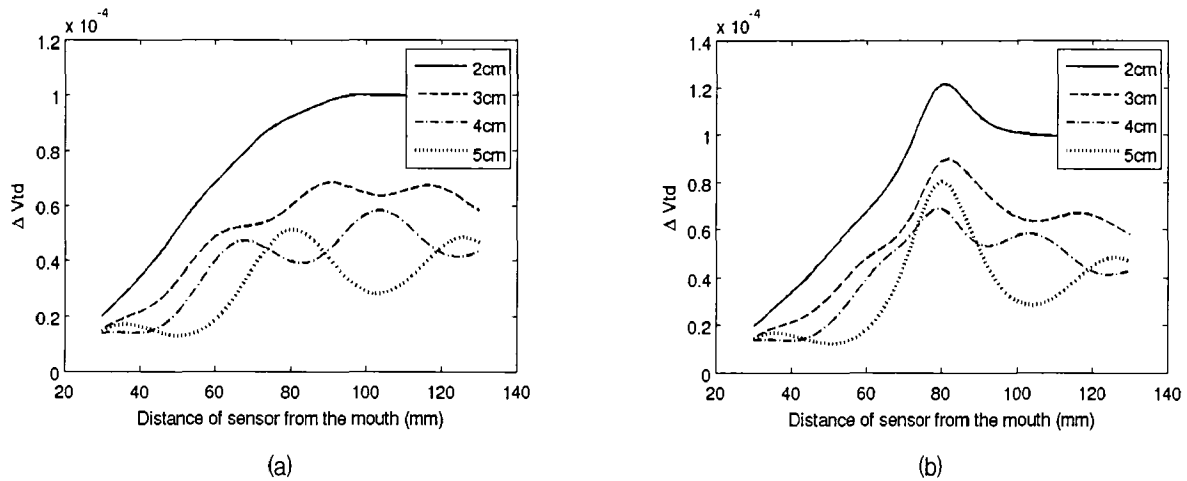 x 10⁻⁴
1.2
1
0.8
0.6
0.4
0.2
0
Δ Vtd
20 40 60 80 100 120 140
Distance of sensor from the mouth (mm)
2cm
3cm
4cm
5cm
(a)
x 10⁻⁴
1.4
1.2
1
0.8
0.6
0.4
0.2
0
Δ Vtd
20 40 60 80 100 120 140
Distance of sensor from the mouth (mm)
2cm
3cm
4cm
5cm
(b)